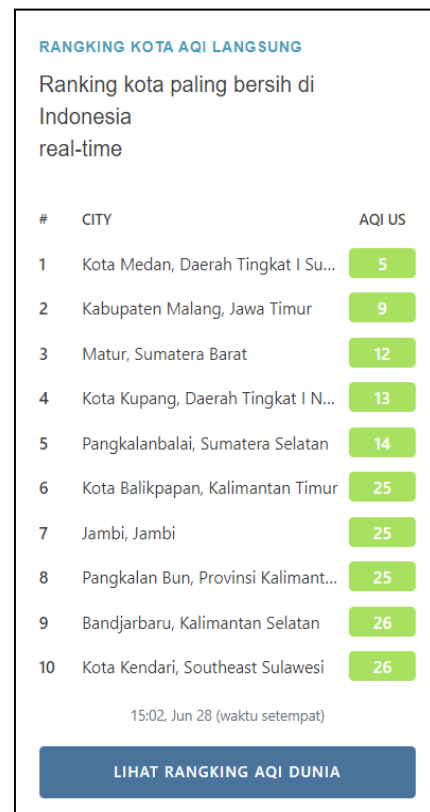 RANGKING KOTA AQI LANGSUNG
Ranking kota paling bersih di
Indonesia
real-time
# CITY AQI US
1 Kota Medan, Daerah Tingkat I Su... 5
2 Kabupaten Malang, Jawa Timur 9
3 Matur, Sumatera Barat 12
4 Kota Kupang, Daerah Tingkat I N... 13
5 Pangkalanbalai, Sumatera Selatan 14
6 Kota Balikpapan, Kalimantan Timur 25
7 Jambi, Jambi 25
8 Pangkalan Bun, Provinsi Kalimant... 25
9 Bandjarbaru, Kalimantan Selatan 26
10 Kota Kendari, Southeast Sulawesi 26
15:02, Jun 28 (waktu setempat)
LIHAT RANGKING AQI DUNIA